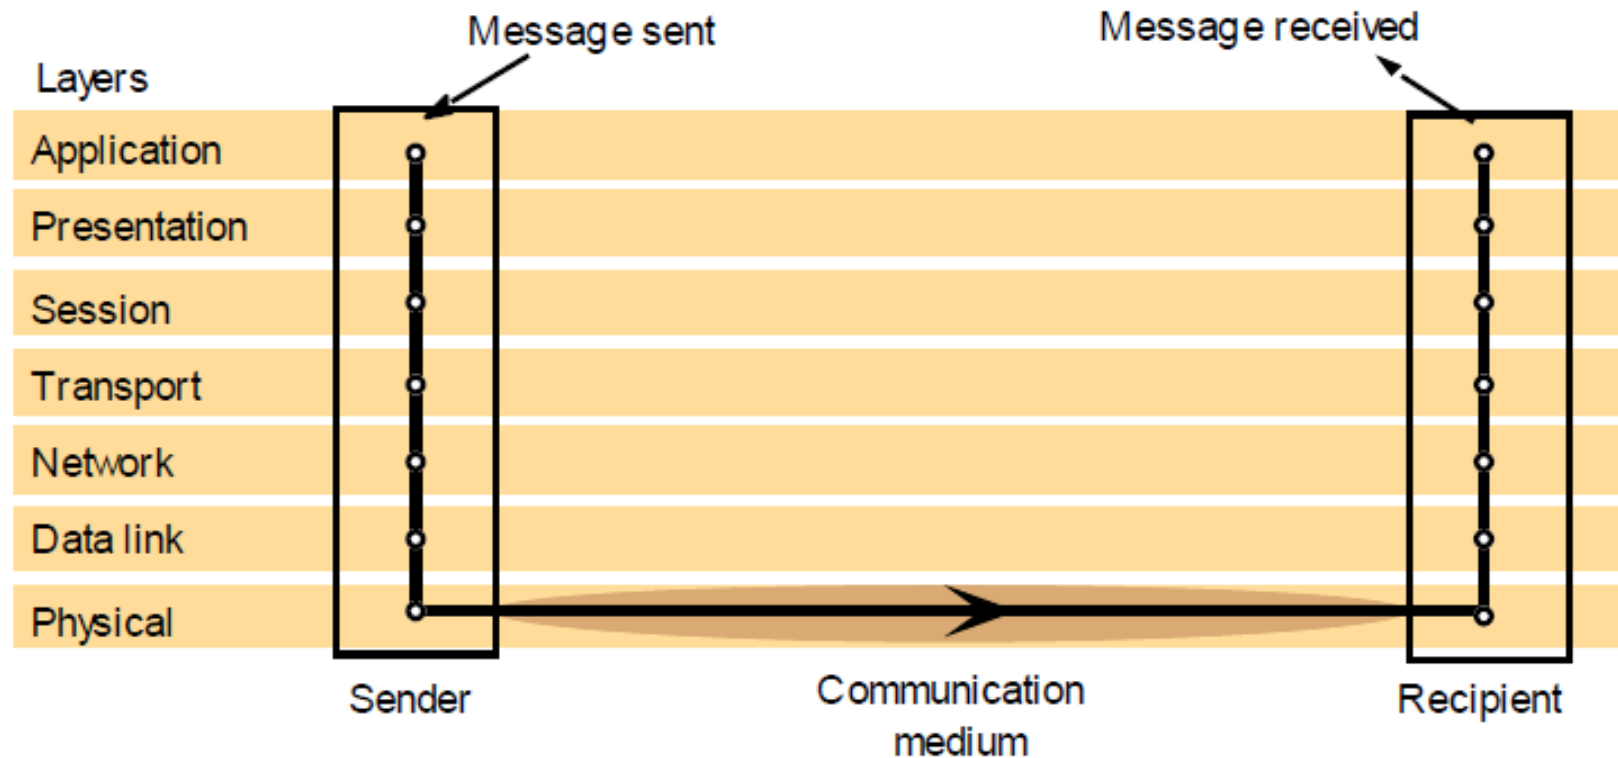 Message sent
Message received
Layers
Application
Presentation
Session
Transport
Network
Data link
Physical
Sender
Communication
medium
Recipient